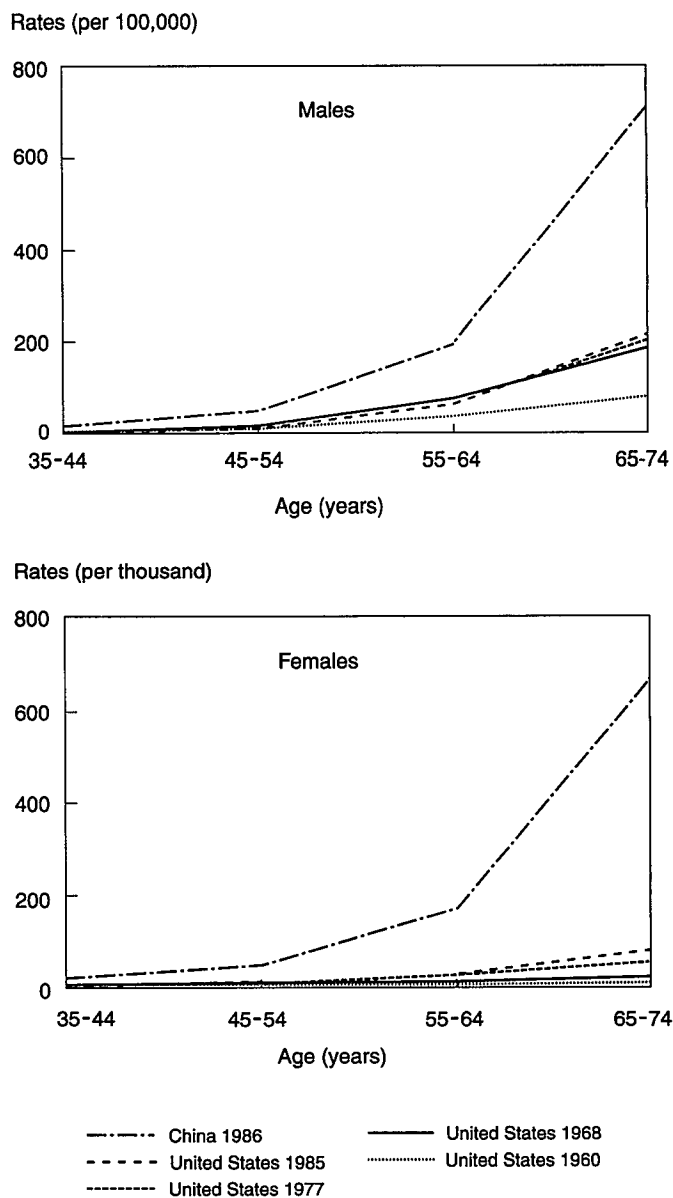 Rates (per 100,000)
800
Males
600
400
200
0
35-44 45-54 55-64 65-74
Age (years)
Rates (per thousand)
800
Females
600
400
200
0
35-44 45-54 55-64 65-74
Age (years)
China 1986 United States 1968
United States 1985 United States 1960
United States 1977